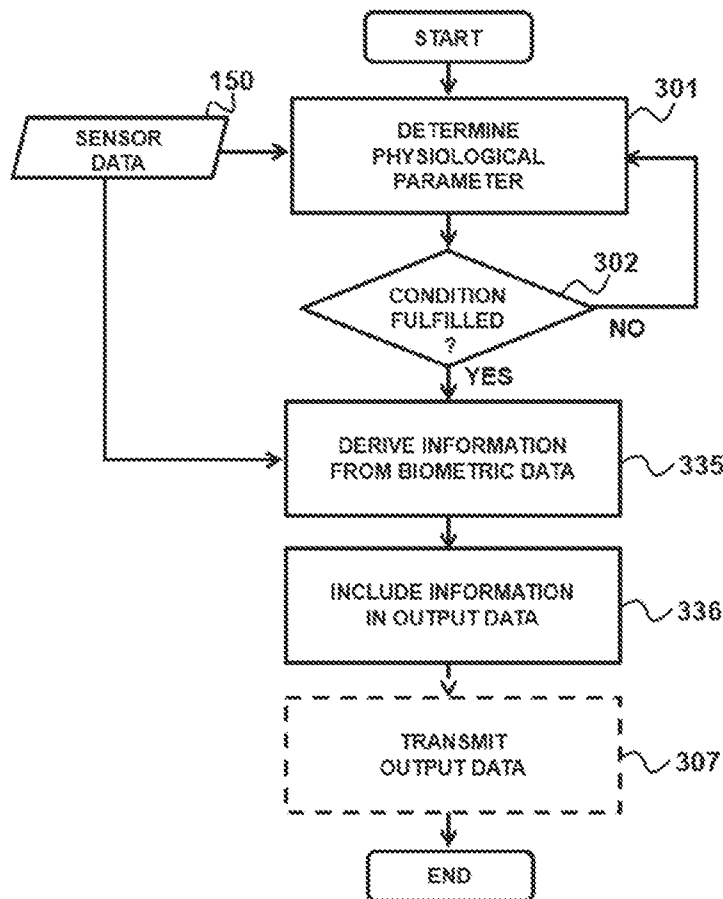 START
150
SENSOR
DATA
DETERMINE
PHYSIOLOGICAL
PARAMETER
301
CONDITION
FULFILLED
?
302
NO
YES
DERIVE INFORMATION
FROM BIOMETRIC DATA
335
INCLUDE INFORMATION
IN OUTPUT DATA
336
TRANSMIT
OUTPUT DATA
307
END